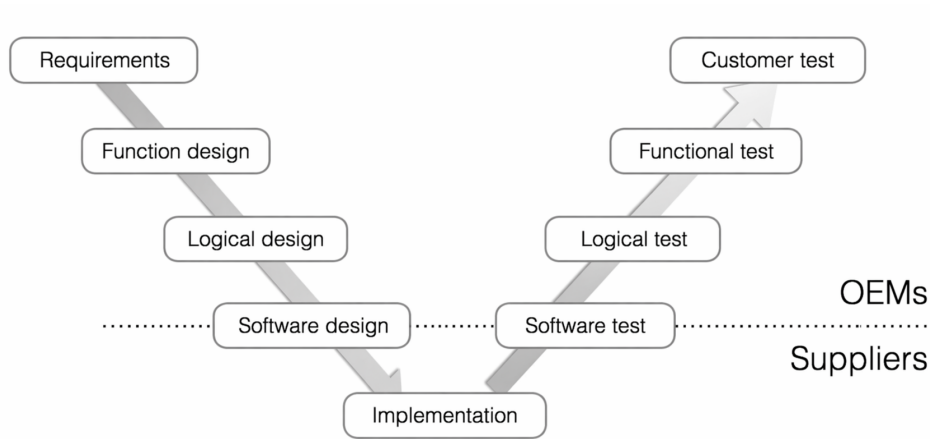 Requirements
Customer test
Function design
Functional test
Logical design
Logical test
OEMs
Software design
Software test
Suppliers
Implementation